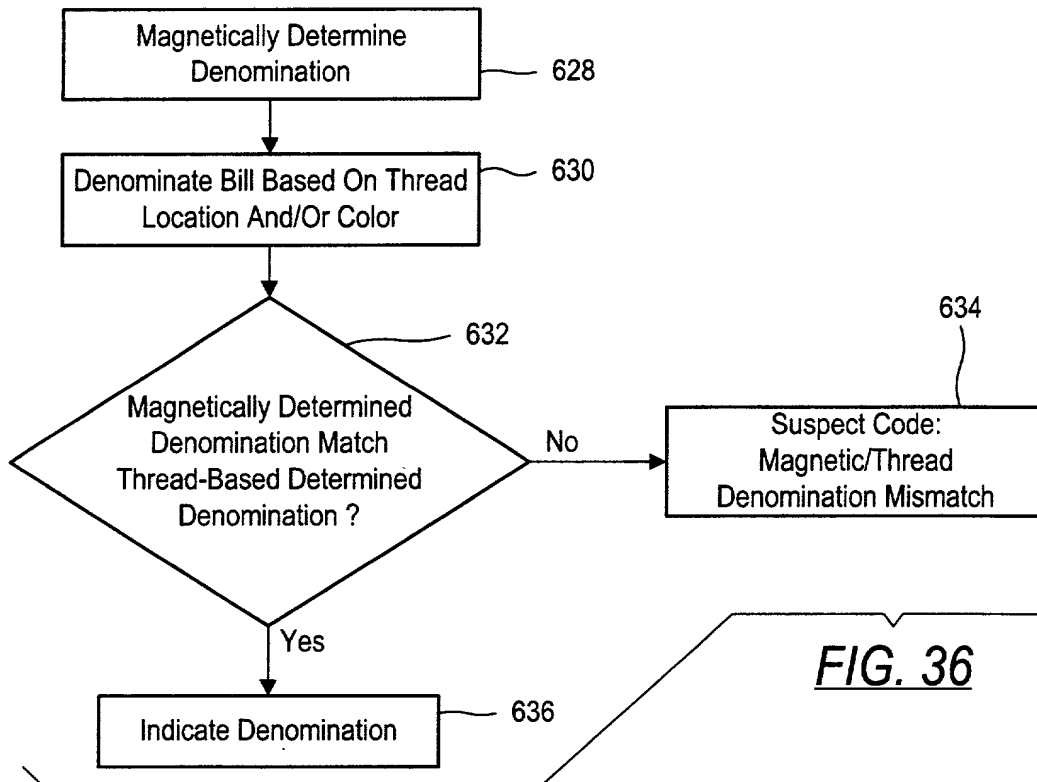 Magnetically Determine
Denomination
628
Denominate Bill Based On Thread
Location And/Or Color
630
632
Magnetically Determined
Denomination Match
Thread-Based Determined
Denomination ?
No
634
Suspect Code:
Magnetic/Thread
Denomination Mismatch
Yes
Indicate Denomination
636
FIG. 36